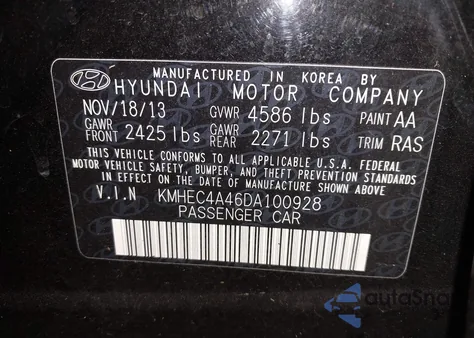 MANUFACTURED IN KOREA BY
HYUNDAI MOTOR COMPANY
NOV/18/13 GVWR 4586 lbs PAINT AA
GAWR FRONT 2425 lbs GAWR REAR 2271 lbs TRIM RAS
THIS VEHICLE CONFORMS TO ALL APPLICABLE U.S.A. FEDERAL
MOTOR VEHICLE SAFETY, BUMPER, AND THEFT PREVENTION STANDARDS
IN EFFECT ON THE DATE OF MANUFACTURE SHOWN ABOVE.
V.I.N KMHEC4A46DA100928
PASSENGER CAR